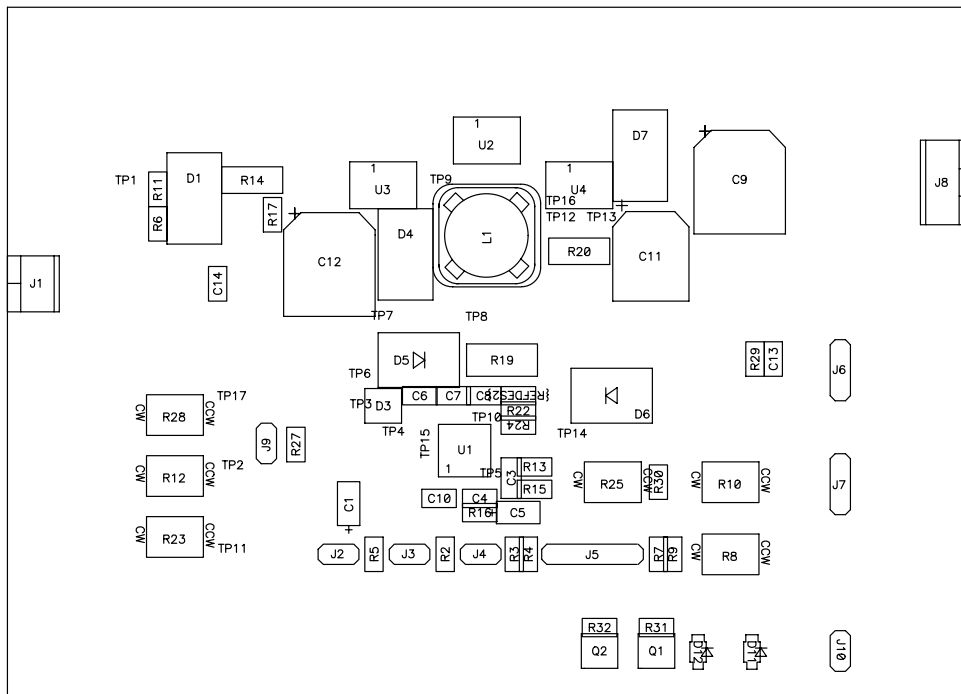 1
U2
D7
C9
TP1
R11
D1
R14
1
U3
TP9
1
U4
TP16
J8
R6
R17
D4
L1
TP12
TP13
R20
C11
C12
J1
C14
TP7
TP8
D5
R19
R29
C13
J6
TP6
TP3
D3
C6
C7
C8
{REFDES2}
D6
TP17
CW
R28
CCW
TP10
R22
R24
TP4
TP15
TP14
J9
R27
U1
1
TP2
CW
R12
CCW
TP5
C3
R13
R15
CW
R25
CCW
R30
CW
R10
CCW
J7
C1
C10
C4
R16
C5
CW
R23
CCW
TP11
J2
R5
J3
R2
J4
R3
R4
J5
R7
R9
CW
R8
CCW
R32
Q2
R31
Q1
D12
D11
J10